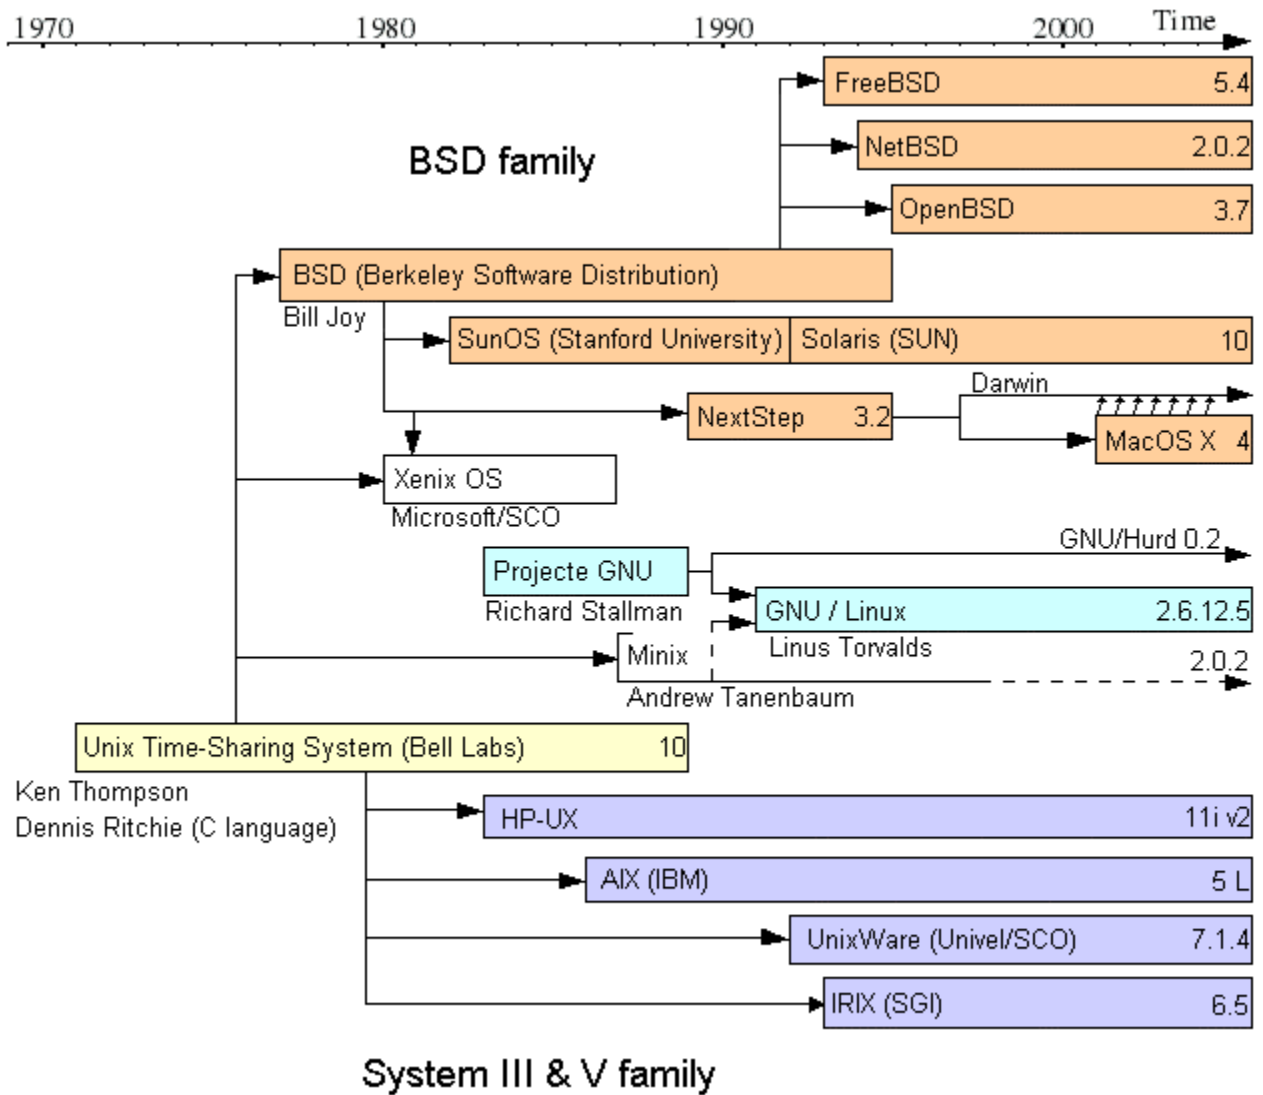 1970 1980 1990 2000 Time
FreeBSD 5.4
BSD family
NetBSD 2.0.2
OpenBSD 3.7
BSD (Berkeley Software Distribution)
Bill Joy
SunOS (Stanford University) Solaris (SUN) 10
Darwin
NextStep 3.2
MacOS X 4
Xenix OS
Microsoft/SCO
GNU/Hurd 0.2
Projecte GNU
Richard Stallman
GNU / Linux 2.6.12.5
Linus Torvalds
Minix 2.0.2
Andrew Tanenbaum
Unix Time-Sharing System (Bell Labs) 10
Ken Thompson
Dennis Ritchie (C language)
HP-UX 11i v2
AIX (IBM) 5 L
UnixWare (Univel/SCO) 7.1.4
IRIX (SGI) 6.5
System III & V family